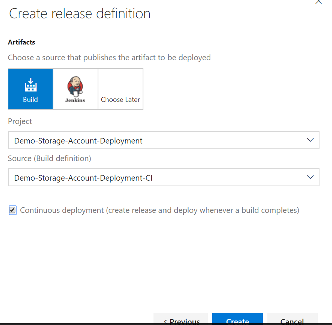 Create release definition
Artifacts
Choose a source that publishes the artifact to be deployed
Build
Jenkins
Choose Later
Project
Demo-Storage-Account-Deployment
Source (Build definition)
Demo-Storage-Account-Deployment-CI
Continuous deployment (create release and deploy whenever a build completes)
< Previous
Create
Cancel